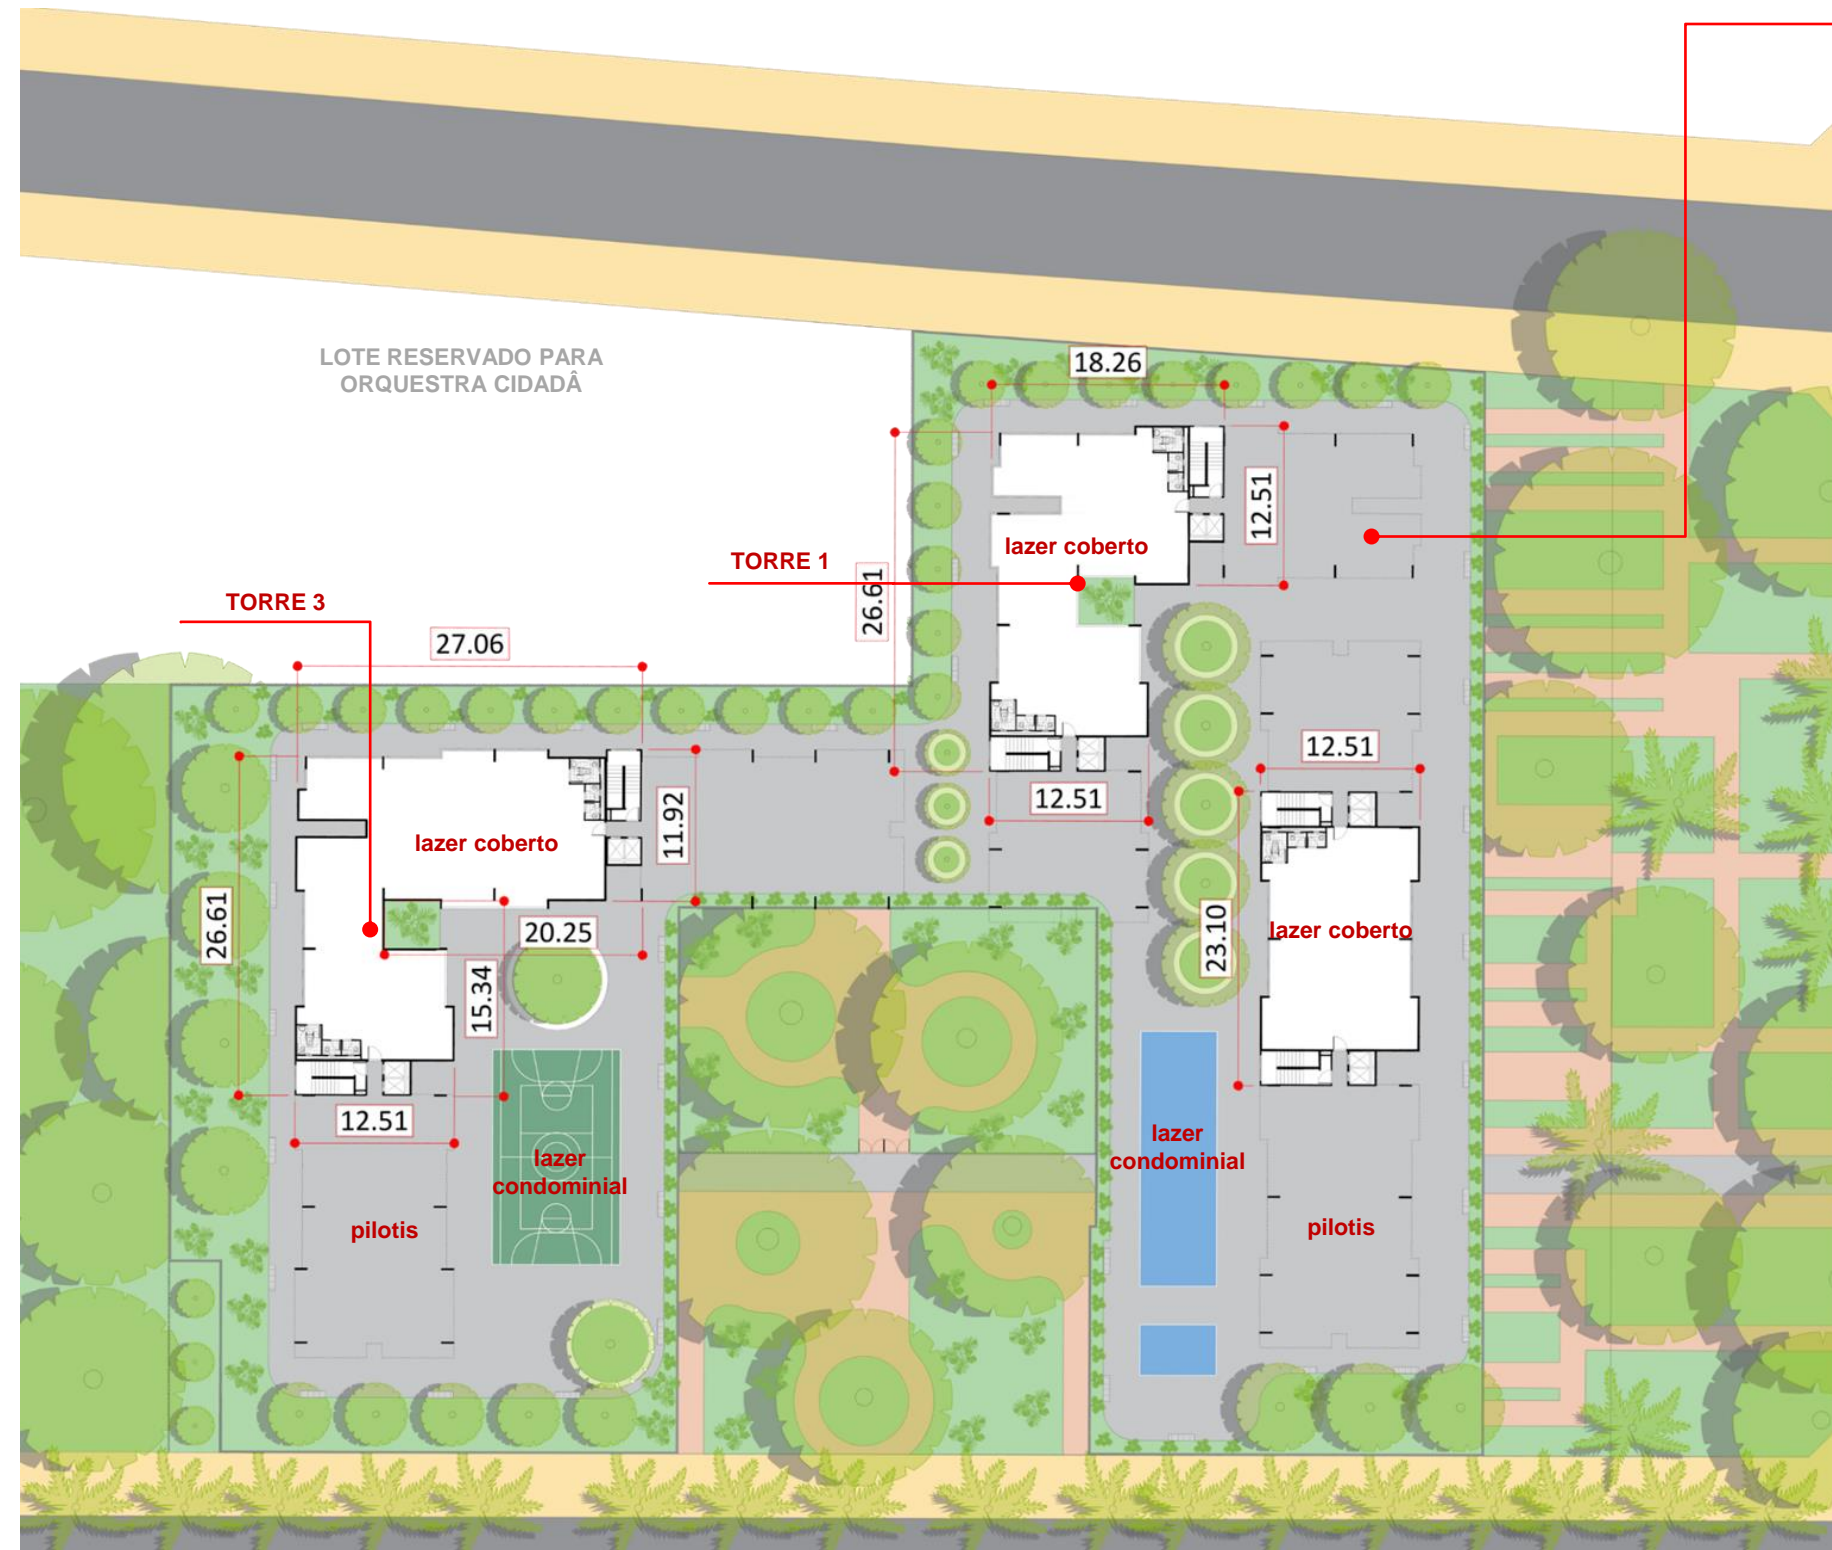 LOTE RESERVADO PARA
ORQUESTRA CIDADÂ
18.26
12.51
lazer coberto
TORRE 1
26.61
TORRE 3
27.06
12.51
12.51
11.92
lazer coberto
26.61
20.25
23.10
lazer coberto
15.34
12.51
lazer
condominial
lazer
condominial
pilotis
pilotis